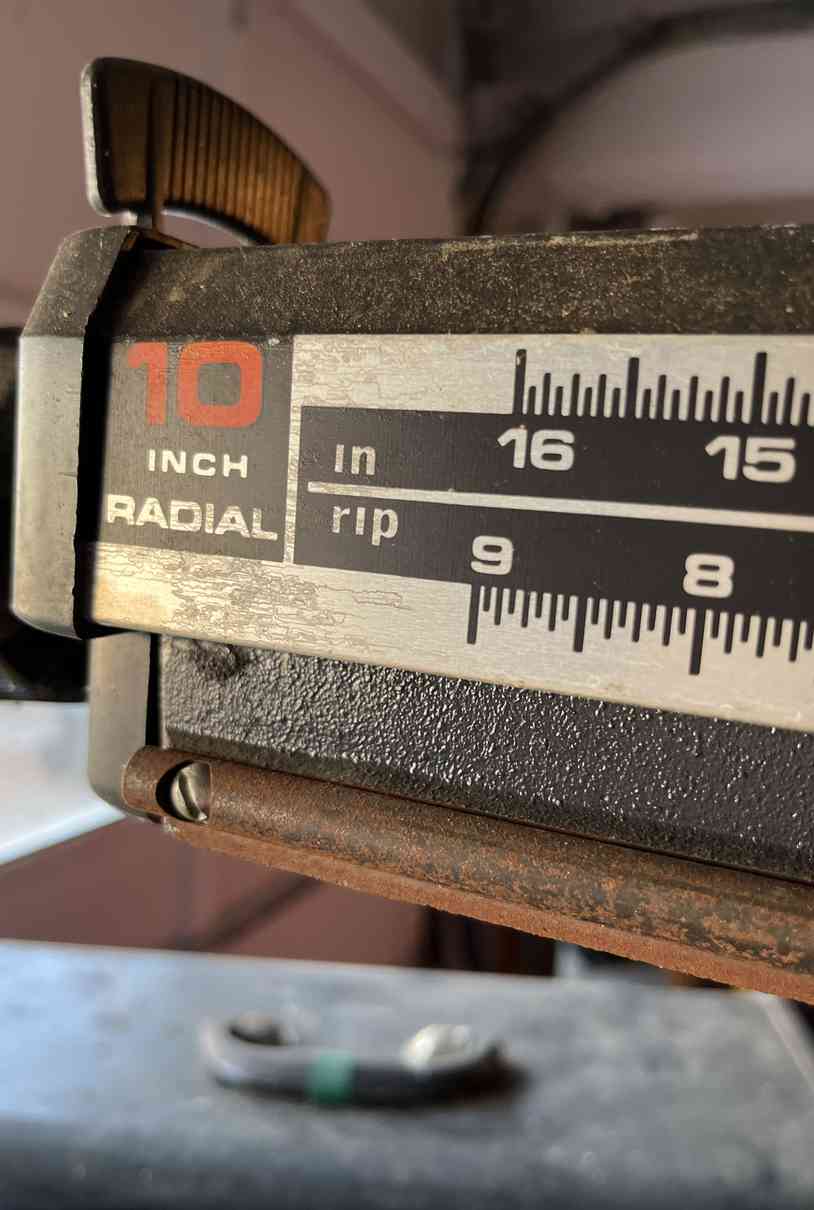 10
INCH
RADIAL
in
16 15
rip
9 8